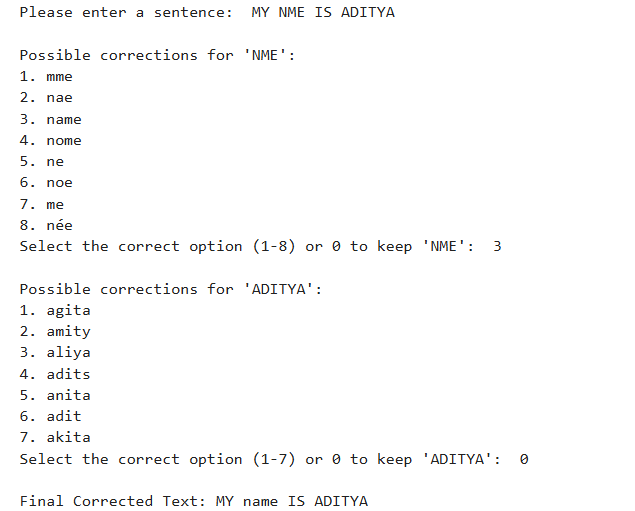 Please enter a sentence:  MY NME IS ADITYA
Possible corrections for 'NME':
1. mme
2. nae
3. name
4. nome
5. ne
6. noe
7. me
8. née
Select the correct option (1-8) or 0 to keep 'NME':  3
Possible corrections for 'ADITYA':
1. agita
2. amity
3. aliya
4. adits
5. anita
6. adit
7. akita
Select the correct option (1-7) or 0 to keep 'ADITYA':  0
Final Corrected Text: MY name IS ADITYA